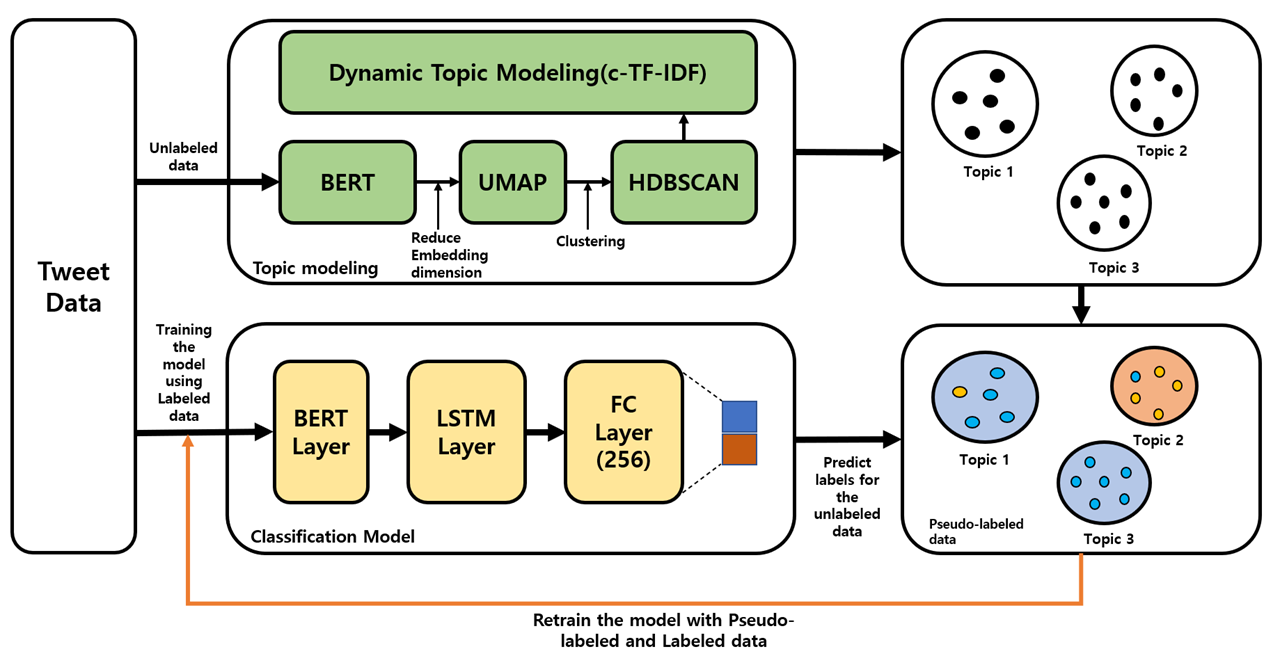 Tweet
Data
Unlabeled
data
Dynamic Topic Modeling(c-TF-IDF)
BERT
UMAP
HDBSCAN
Reduce
Embedding
dimension
Clustering
Topic modeling
Topic 1
Topic 2
Topic 3
Training
the
model
using
Labeled
data
BERT
Layer
LSTM
Layer
FC
Layer
(256)
Classification Model
Predict
labels for
the
unlabeled
data
Topic 1
Topic 2
Topic 3
Pseudo-labeled
data
Retrain the model with Pseudo-
labeled and Labeled data